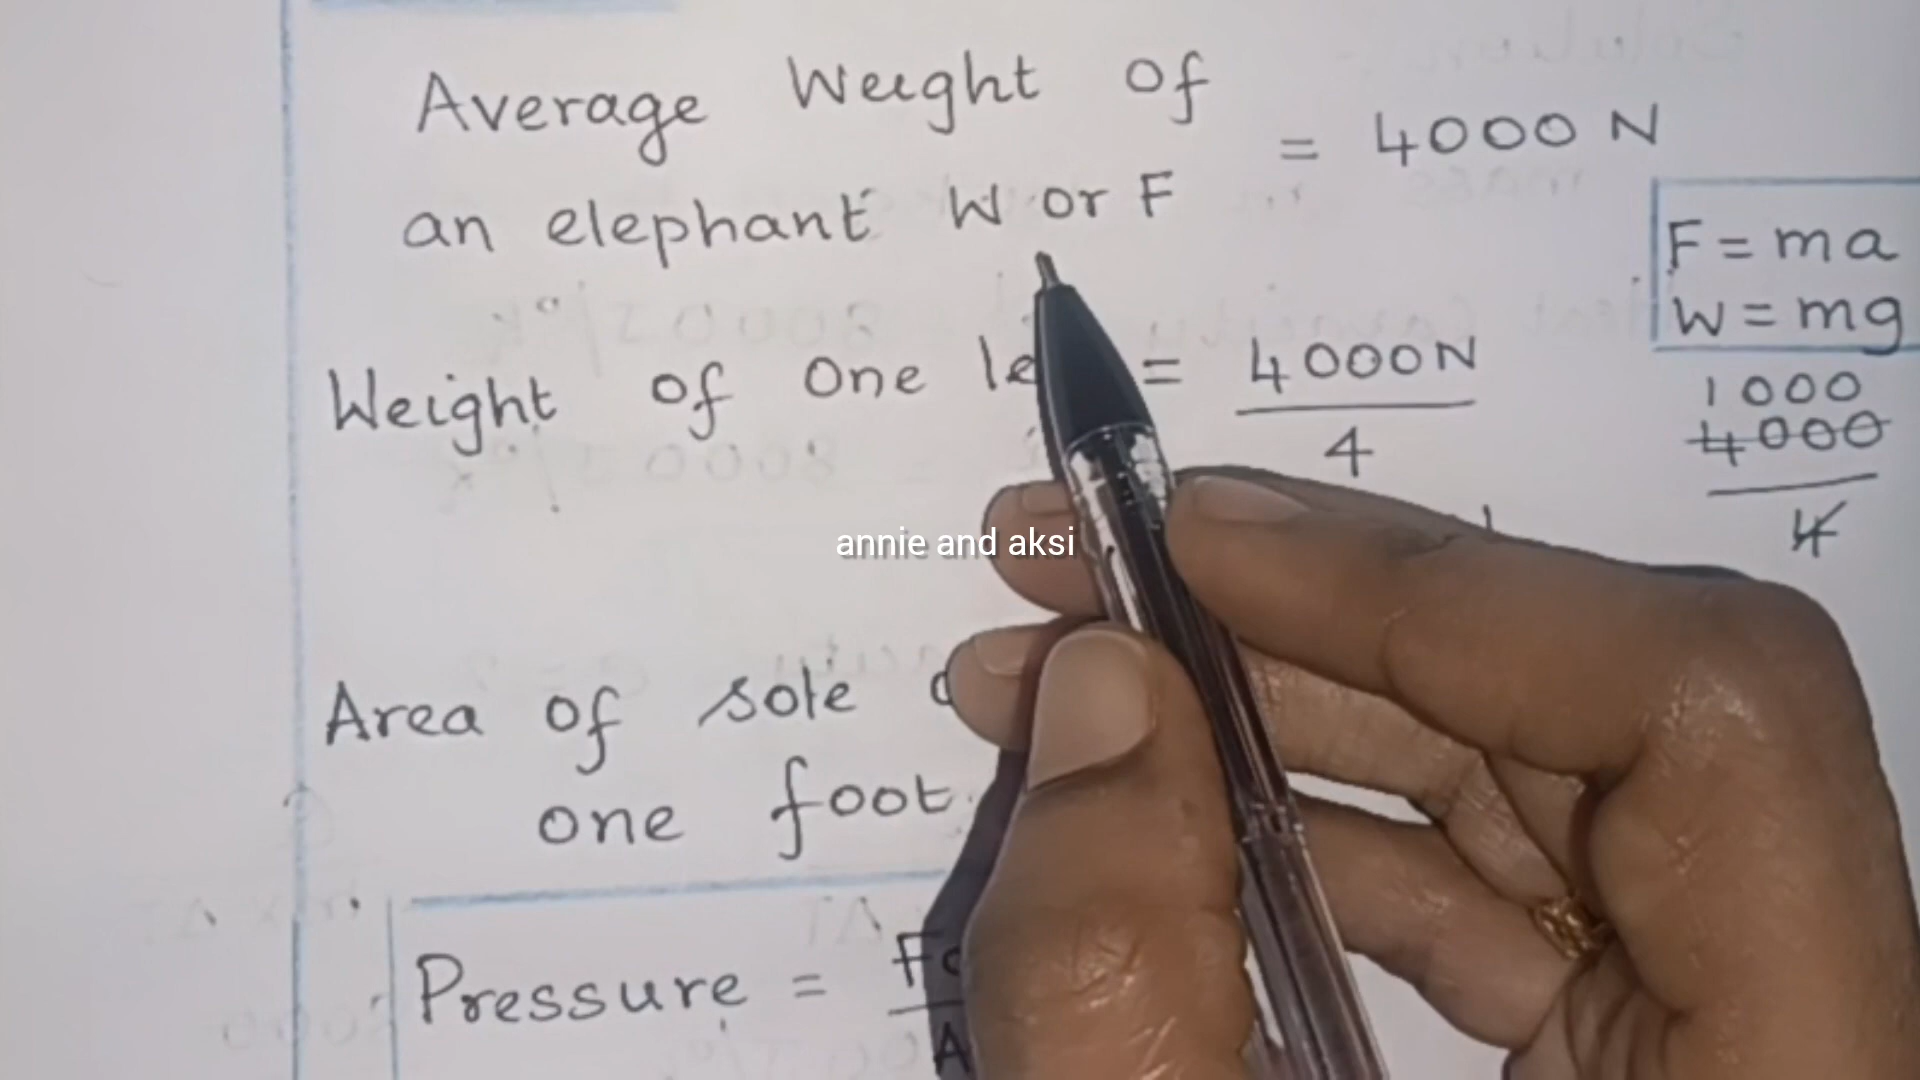 Average Weight of
= 4000 N
an elephant W or F
F = ma
W = mg
Weight of One = 4000N
4
1000
4000
4
annie and aksi
Area of sole
one foot
Pressure =